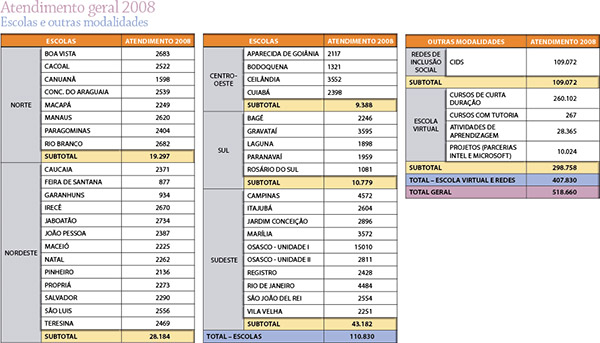 Atendimento geral 2008
Escolas e outras modalidades
ESCOLAS ATENDIMENTO 2008
NORTE
BOA VISTA 2683
CACOAL 2522
CANUANÃ 1598
CONC. DO ARAGUAIA 2539
MACAPÁ 2249
MANAUS 2620
PARAGOMINAS 2404
RIO BRANCO 2682
SUBTOTAL 19.297
NORDESTE
CAUCAIA 2371
FEIRA DE SANTANA 877
GARANHUNS 934
IRECÊ 2670
JABOATÃO 2734
JOÃO PESSOA 2387
MACEIÓ 2225
NATAL 2262
PINHEIRO 2136
PROPRIÁ 2273
SALVADOR 2290
SÃO LUIS 2556
TERESINA 2469
SUBTOTAL 28.184
ESCOLAS ATENDIMENTO 2008
CENTRO-
OESTE
APARECIDA DE GOIÂNIA 2117
BODOQUENA 1321
CEILÂNDIA 3552
CUIABÁ 2398
SUBTOTAL 9.388
SUL
BAGÉ 2246
GRAVATAÍ 3595
LAGUNA 1898
PARANAVAÍ 1959
ROSÁRIO DO SUL 1081
SUBTOTAL 10.779
SUDESTE
CAMPINAS 4572
ITAJUBÁ 2604
JARDIM CONCEIÇÃO 2896
MARÍLIA 3572
OSASCO - UNIDADE I 15010
OSASCO - UNIDADE II 2811
REGISTRO 2428
RIO DE JANEIRO 4484
SÃO JOÃO DEL REI 2554
VILA VELHA 2251
SUBTOTAL 43.182
TOTAL – ESCOLAS 110.830
OUTRAS MODALIDADES ATENDIMENTO 2008
REDES DE
INCLUSÃO
SOCIAL
CIDS 109.072
SUBTOTAL 109.072
ESCOLA
VIRTUAL
CURSOS DE CURTA
DURAÇÃO 260.102
CURSOS COM TUTORIA 267
ATIVIDADES DE
APRENDIZAGEM 28.365
PROJETOS (PARCERIAS
INTEL E MICROSOFT) 10.024
SUBTOTAL 298.758
TOTAL – ESCOLA VIRTUAL E REDES 407.830
TOTAL GERAL 518.660